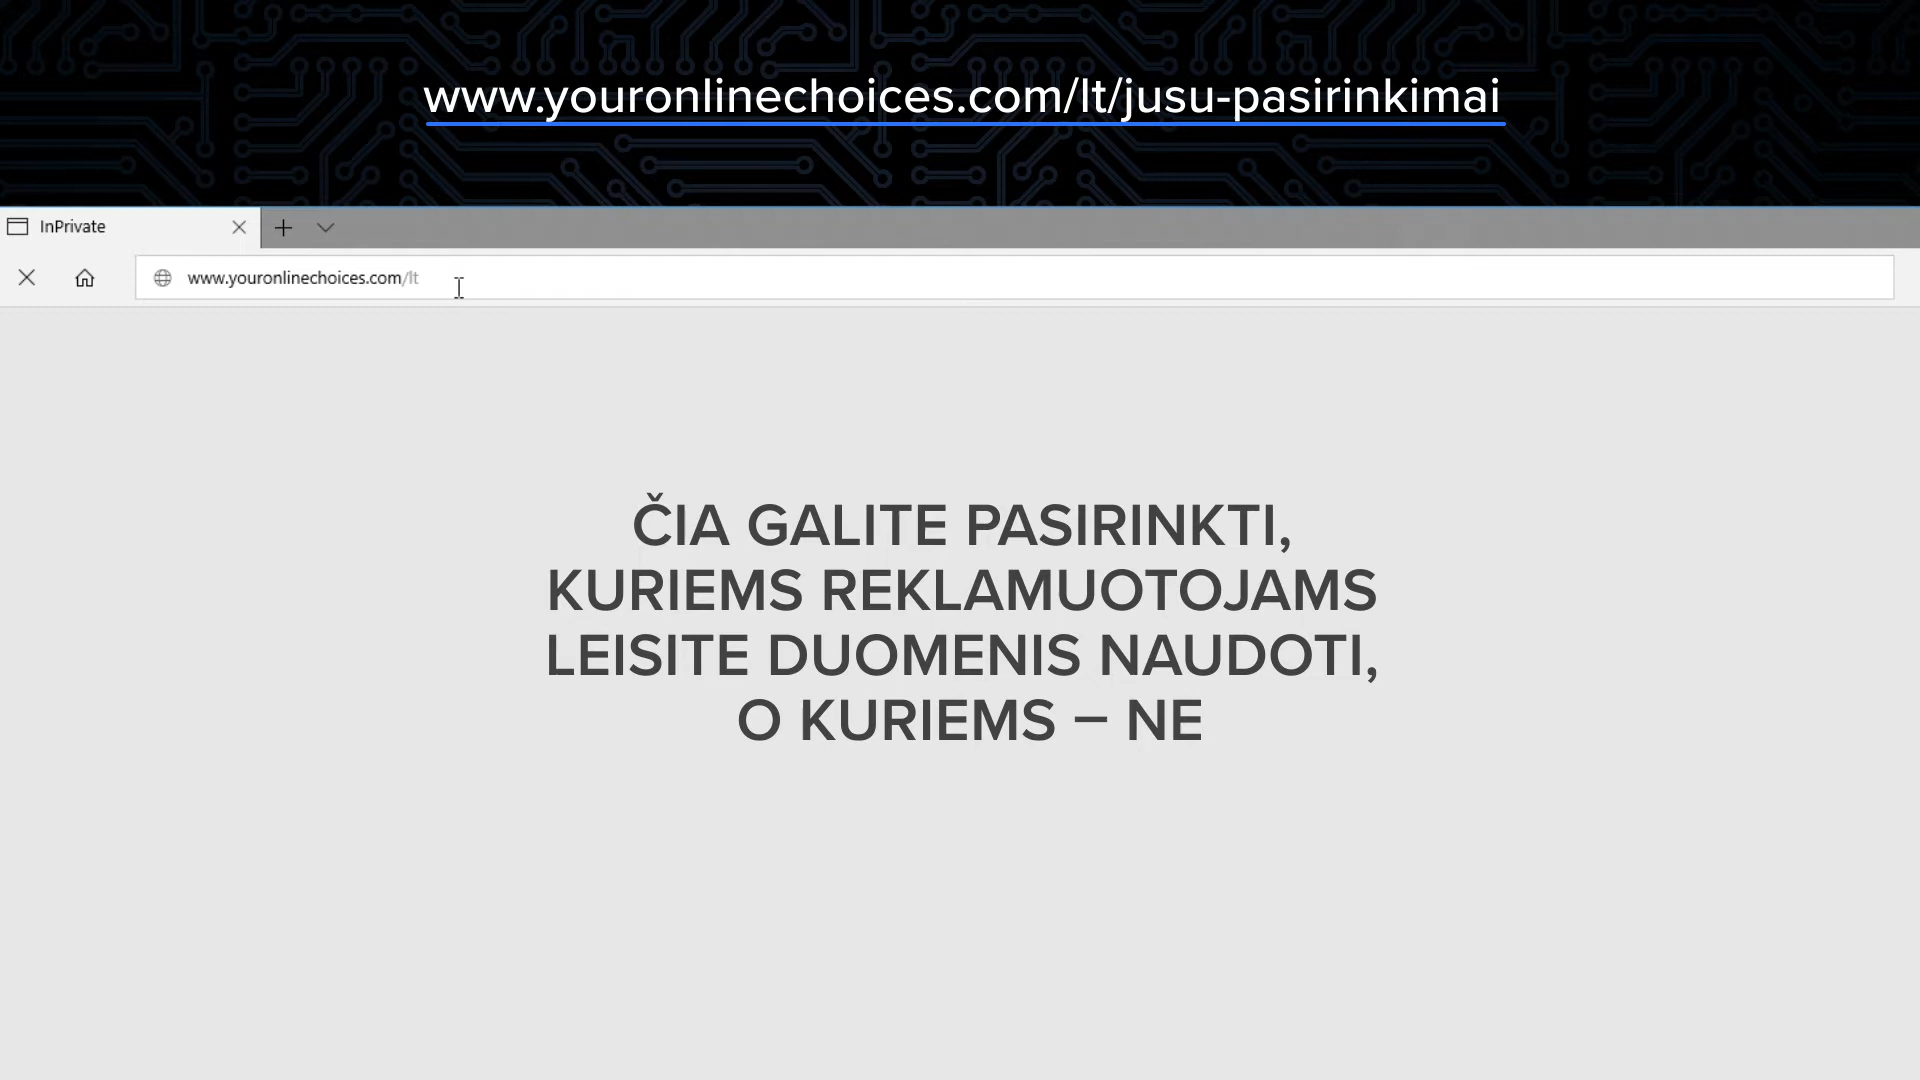 www.youronlinechoices.com/lt/jusu-pasirinkimai
InPrivate
www.youronlinechoices.com/lt
ČIA GALITE PASIRINKTI,
KURIEMS REKLAMUOTOJAMS
LEISITE DUOMENIS NAUDOTI,
O KURIEMS – NE